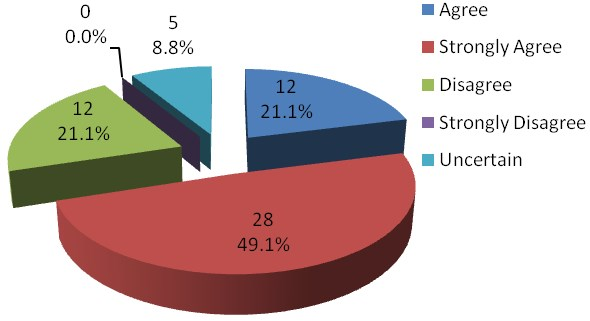 0
0.0%
5
8.8%
12
21.1%
12
21.1%
28
49.1%
Agree
Strongly Agree
Disagree
Strongly Disagree
Uncertain